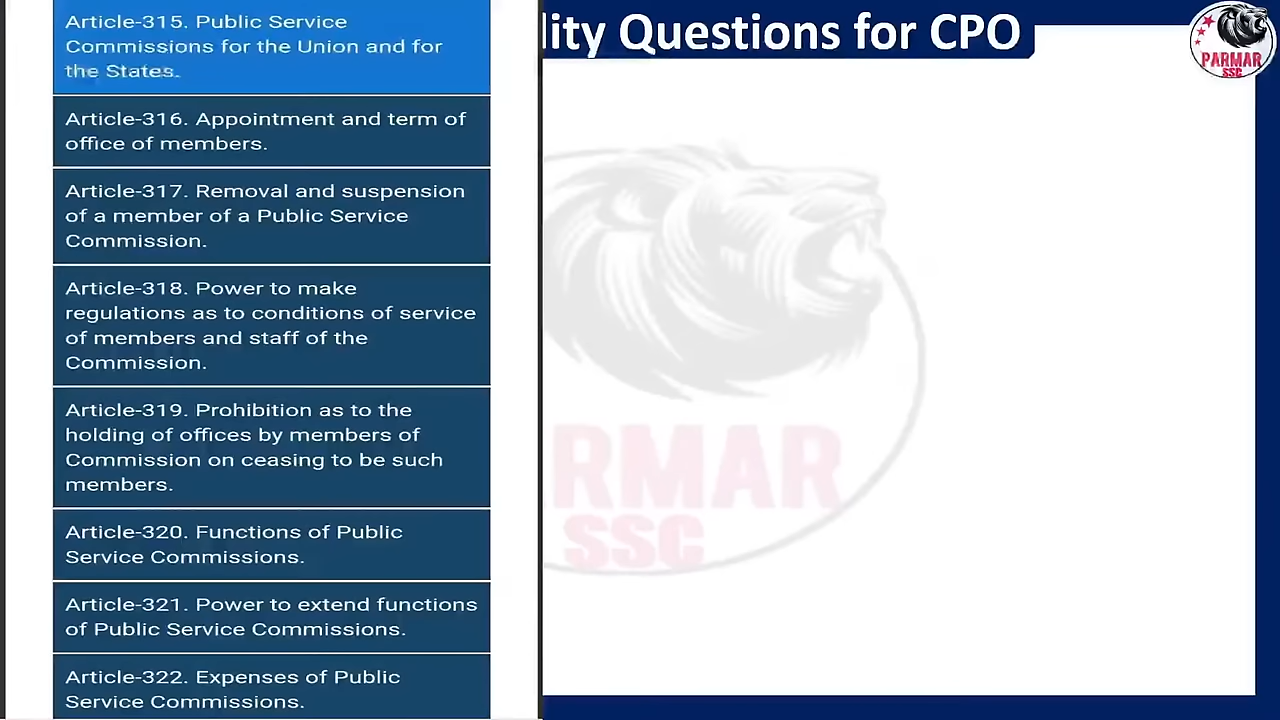 Article-315. Public Service
Commissions for the Union and for
the States.
Article-316. Appointment and term of
office of members.
Article-317. Removal and suspension
of a member of a Public Service
Commission.
Article-318. Power to make
regulations as to conditions of service
of members and staff of the
Commission.
Article-319. Prohibition as to the
holding of offices by members of
Commission on ceasing to be such
members.
Article-320. Functions of Public
Service Commissions.
Article-321. Power to extend functions
of Public Service Commissions.
Article-322. Expenses of Public
Service Commissions.
lity Questions for CPO
PARMAR
SSC
RMAR
SSC